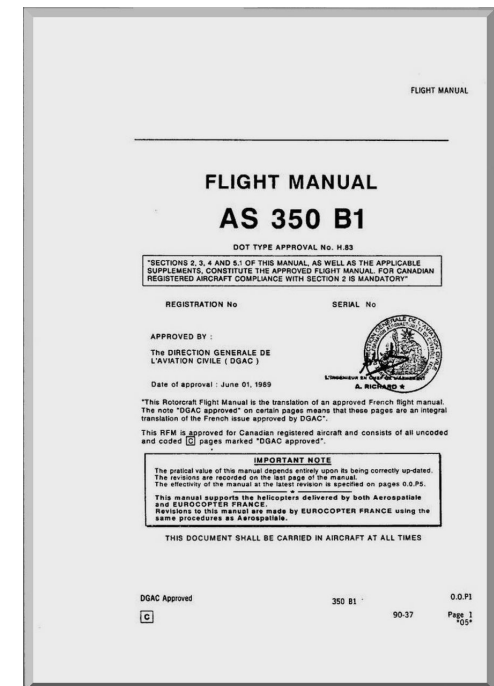 FLIGHT MANUAL
FLIGHT MANUAL
AS 350 B1
DOT TYPE APPROVAL No. H.83
"SECTIONS 2, 3, 4 AND 5.1 OF THIS MANUAL, AS WELL AS THE APPLICABLE
SUPPLEMENTS, CONSTITUTE THE APPROVED FLIGHT MANUAL. FOR CANADIAN
REGISTERED AIRCRAFT COMPLIANCE WITH SECTION 2 IS MANDATORY"
REGISTRATION No SERIAL No
APPROVED BY :
The DIRECTION GENERALE DE
L'AVIATION CIVILE ( DGAC )
Date of approval : June 01, 1989
A. RICHARD ★
"This Rotorcraft Flight Manual is the translation of an approved French flight manual.
The note "DGAC approved" on certain pages means that these pages are an integral
translation of the French issue approved by DGAC".
This RFM is approved for Canadian registered aircraft and consists of all uncoded
and coded C pages marked "DGAC approved".
IMPORTANT NOTE
The pratical value of this manual depends entirely upon its being correctly up-dated.
The revisions are recorded on the last page of the manual.
The effectivity of the manual at the latest revision is specified on pages 0.0.P5.
This manual supports the helicopters delivered by both Aerospatiale
and EUROCOPTER FRANCE.
Revisions to this manual are made by EUROCOPTER FRANCE using the
same procedures as Aerospatiale.
THIS DOCUMENT SHALL BE CARRIED IN AIRCRAFT AT ALL TIMES
DGAC Approved 350 B1 0.0.P1
C 90-37 Page 1
*05*